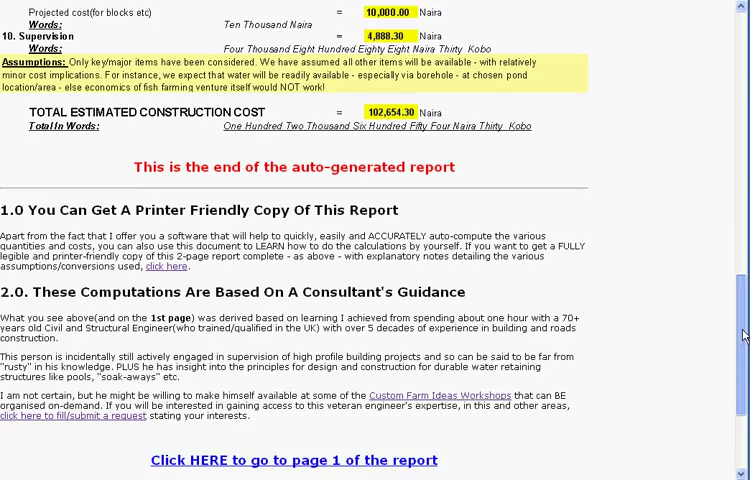 Projected cost(for blocks etc) = 10,000.00 Naira
Words: Ten Thousand Naira
10. Supervision = 4,888.30 Naira
Words: Four Thousand Eight Hundred Eighty Eight Naira Thirty Kobo
Assumptions: Only key/major items have been considered. We have assumed all other items will be available - with relatively
minor cost implications. For instance, we expect that water will be readily available - especially via borehole - at chosen pond
location/area - else economics of fish farming venture itself would NOT work!
TOTAL ESTIMATED CONSTRUCTION COST = 102,654.30 Naira
Total In Words: One Hundred Two Thousand Six Hundred Fifty Four Naira Thirty Kobo
This is the end of the auto-generated report
1.0 You Can Get A Printer Friendly Copy Of This Report
Apart from the fact that I offer you a software that will help to quickly, easily and ACCURATELY auto-compute the various
quantities and costs, you can also use this document to LEARN how to do the calculations by yourself. If you want to get a FULLY
legible and printer-friendly copy of this 2-page report complete - as above - with explanatory notes detailing the various
assumptions/conversions used, click here.
2.0. These Computations Are Based On A Consultant's Guidance
What you see above(and on the 1st page) was derived based on learning I achieved from spending about one hour with a 70+
years old Civil and Structural Engineer(who trained/qualified in the UK) with over 5 decades of experience in building and roads
construction.
This person is incidentally still actively engaged in supervision of high profile building projects and so can be said to be far from
"rusty" in his knowledge. PLUS he has insight into the principles for design and construction for durable water retaining
structures like pools, "soak-aways" etc.
I am not certain, but he might be willing to make himself available at some of the Custom Farm Ideas Workshops that can BE
organised on-demand. If you will be interested in gaining access to this veteran engineer's expertise, in this and other areas,
click here to fill/submit a request stating your interests.
Click HERE to go to page 1 of the report